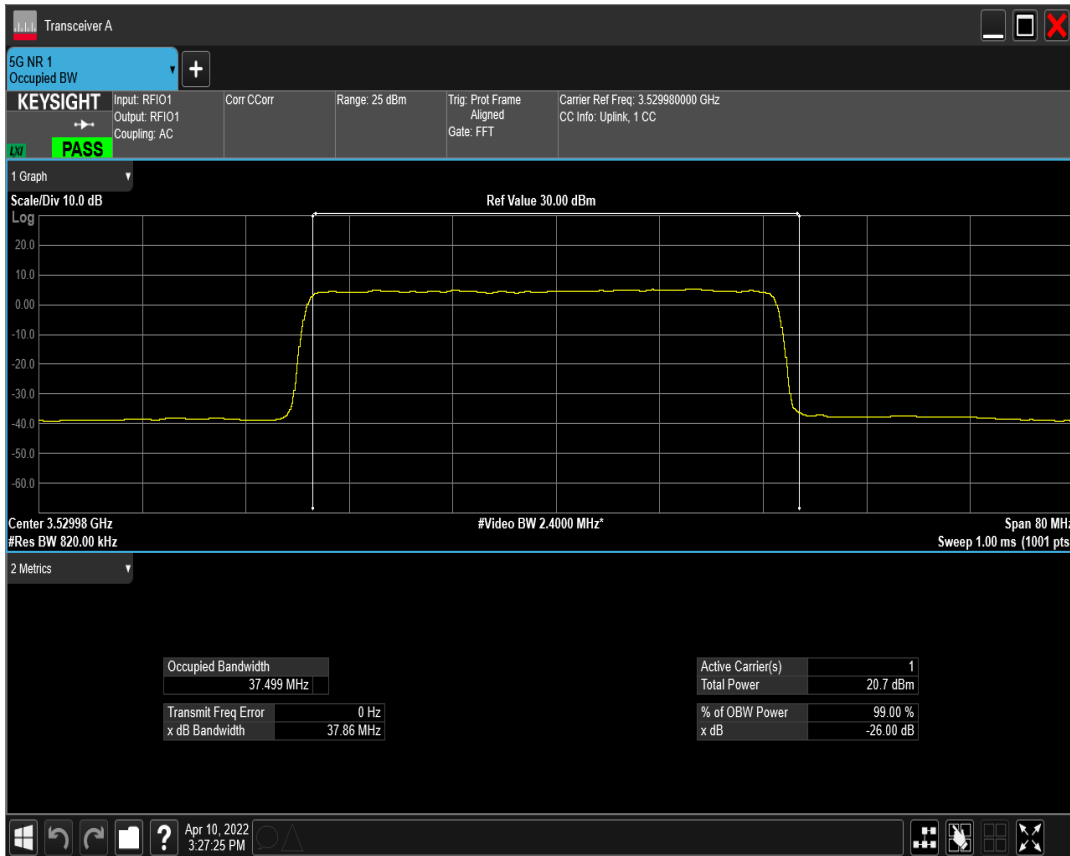 Transceiver A
5G NR 1
Occupied BW
+
KEYSIGHT
LXI
PASS
Input: RFIO1
Output: RFIO1
Coupling: AC
Corr CCorr
Range: 25 dBm
Trig: Prot Frame
Aligned
Gate: FFT
Carrier Ref Freq: 3.529980000 GHz
CC Info: Uplink, 1 CC
1 Graph
Scale/Div 10.0 dB
Ref Value 30.00 dBm
Log
20.0
10.0
0.00
-10.0
-20.0
-30.0
-40.0
-50.0
-60.0
Center 3.52998 GHz
#Video BW 2.4000 MHz*
Span 80 MHz
#Res BW 820.00 kHz
Sweep 1.00 ms (1001 pts
2 Metrics
Occupied Bandwidth
37.499 MHz
Transmit Freq Error 0 Hz
x dB Bandwidth 37.86 MHz
Active Carrier(s) 1
Total Power 20.7 dBm
% of OBW Power 99.00 %
x dB -26.00 dB
?
Apr 10, 2022
3:27:25 PM